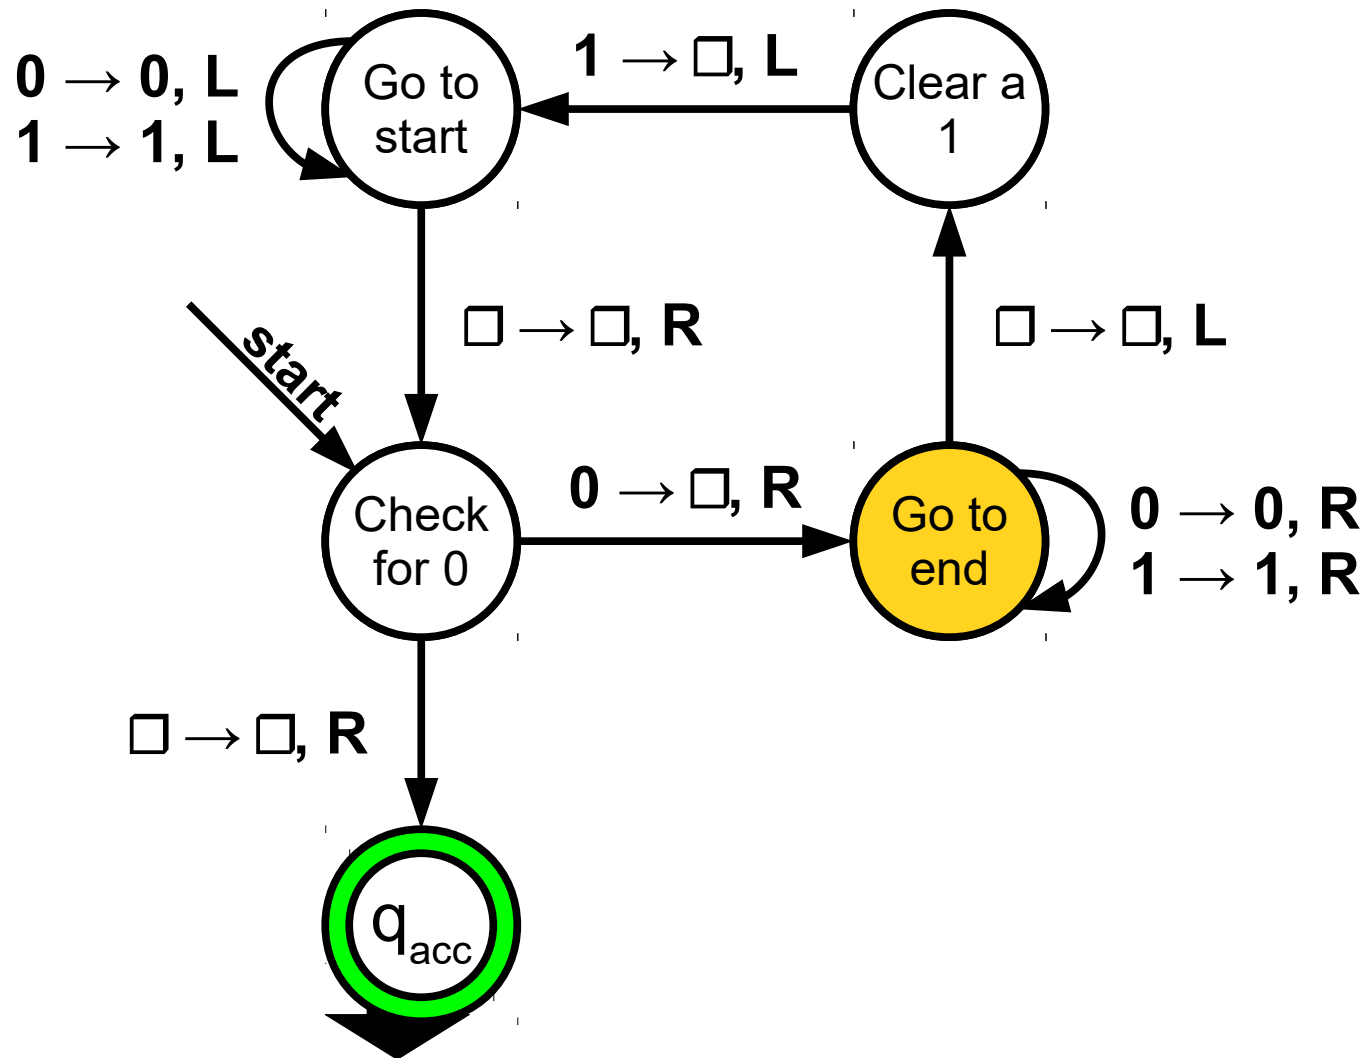 0 → 0, L
1 → 1, L
Go to
start
1 → □, L
Clear a
1
start
□ → □, R
□ → □, L
Check
for 0
0 → □, R
Go to
end
0 → 0, R
1 → 1, R
□ → □, R
qacc